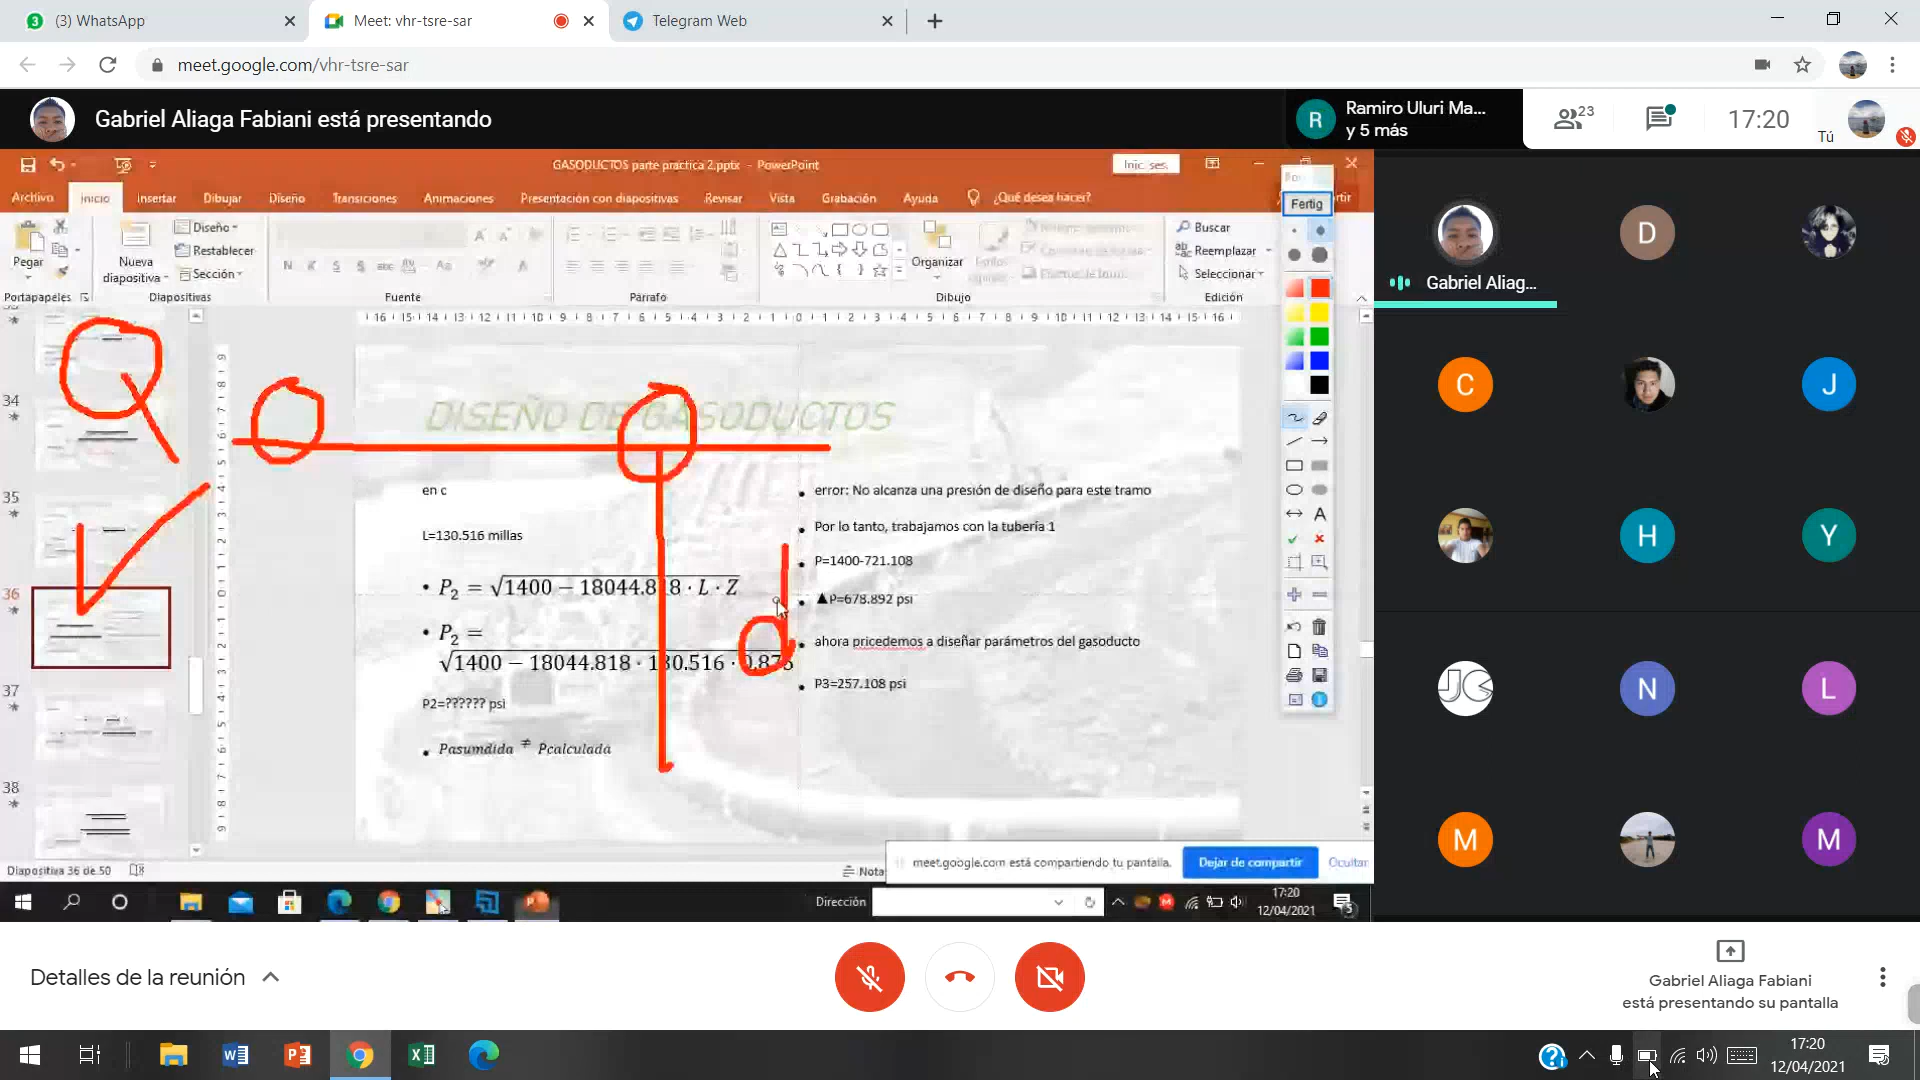 (3) WhatsApp
Meet: vhr-tsre-sar
Telegram Web
meet.google.com/vhr-tsre-sar
Gabriel Aliaga Fabiani está presentando
R
Ramiro Uluri Ma...
y 5 más
23
17:20
Tú
GASODUCTOS parte práctica 2.pptx - PowerPoint
Inic. ses.
Archivo
Inicio
Insertar
Dibujar
Diseño
Transiciones
Animaciones
Presentación con diapositivas
Revisar
Vista
Grabación
Ayuda
¿Qué desea hacer?
Fertig
Pegar
Nueva
diapositiva
Diseño
Restablecer
Sección
Organizar
Buscar
Reemplazar
Seleccionar
Portapapeles
Diapositivas
Fuente
Párrafo
Dibujo
Edición
34
35
36
37
38
DISEÑO DE GASODUCTOS
en c
L=130.516 millas
• P₂ = √1400 − 18044.818 · L · Z
• P₂ =
√1400 − 18044.818 · 130.516 · 0.875
P2=?????? psi
• Pasumdida ≠ Pcalculada
• error: No alcanza una presión de diseño para este tramo
• Por lo tanto, trabajamos con la tubería 1
• P=1400-721.108
• ▲P=678.892 psi
• ahora pricedemos a diseñar parámetros del gasoducto
• P3=257.108 psi
d
Diapositiva 36 de 50
Notas
meet.google.com está compartiendo tu pantalla.
Dejar de compartir
Ocultar
Dirección
17:20
12/04/2021
5
Gabriel Aliag...
D
C
J
H
Y
JC
N
L
M
M
Detalles de la reunión
Gabriel Aliaga Fabiani
está presentando su pantalla
17:20
12/04/2021